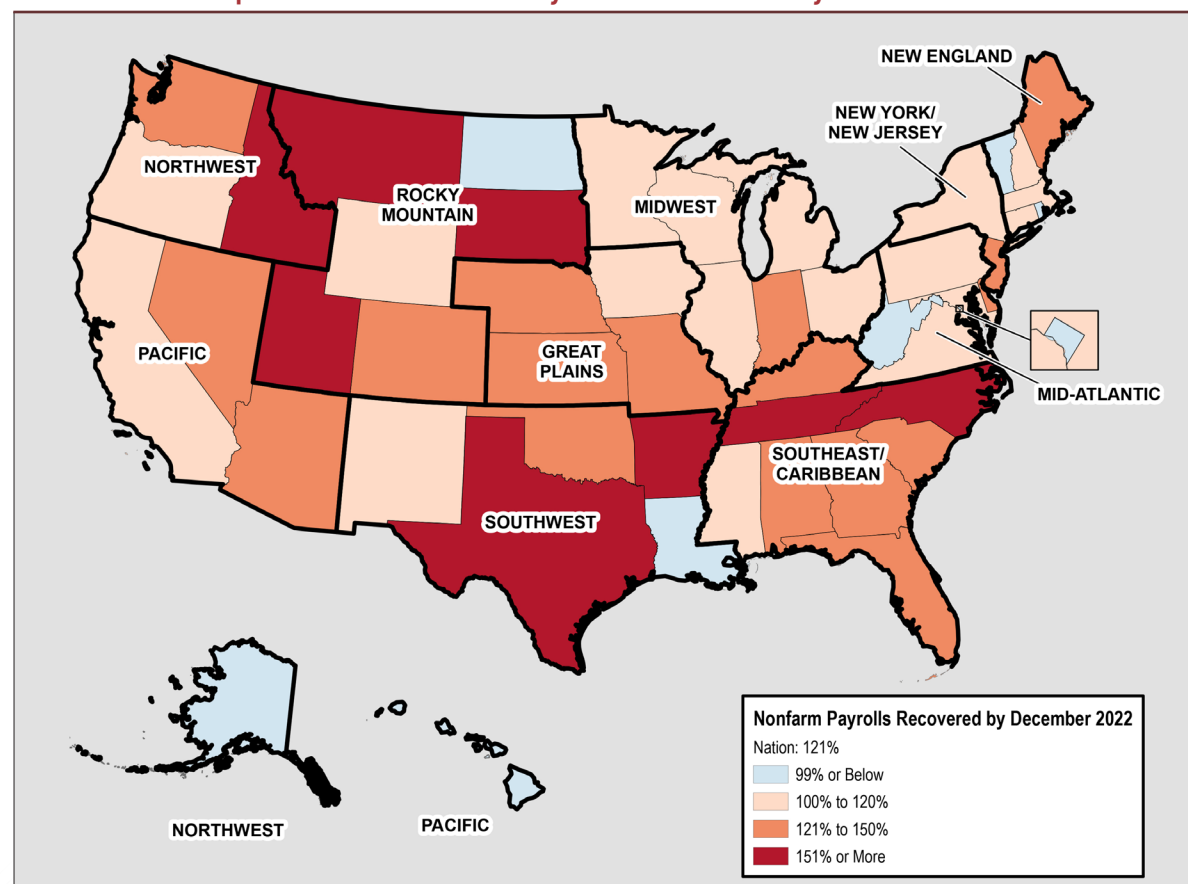 NEW ENGLAND
NEW YORK/
NEW JERSEY
NORTHWEST
ROCKY
MOUNTAIN
MIDWEST
PACIFIC
GREAT
PLAINS
MID-ATLANTIC
SOUTHEAST/
CARIBBEAN
SOUTHWEST
NORTHWEST
PACIFIC
Nonfarm Payrolls Recovered by December 2022
Nation: 121%
99% or Below
100% to 120%
121% to 150%
151% or More